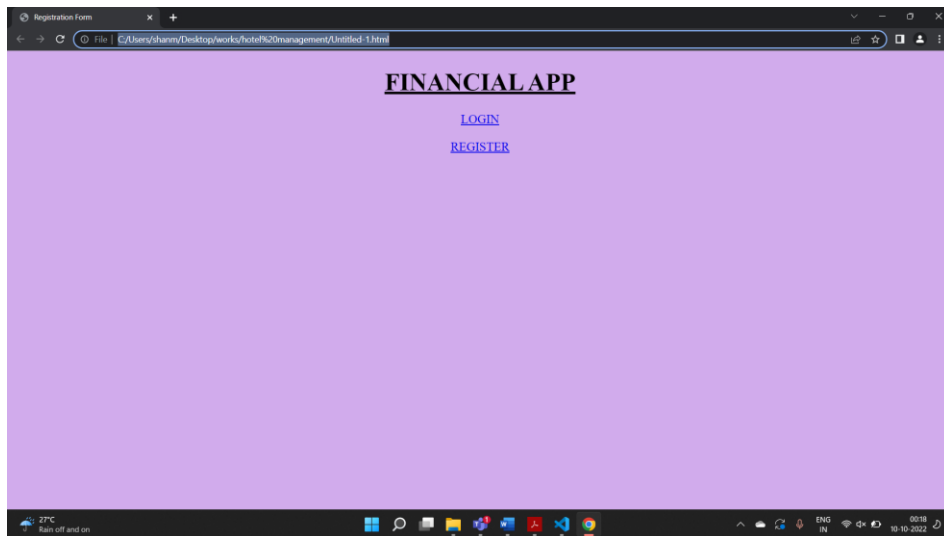 Registration Form
File | C:/Users/shanm/Desktop/works/hotel%20management/Untitled-1.html
FINANCIAL APP
LOGIN
REGISTER
27°C
Rain off and on
ENG
IN
00:18
10-10-2022